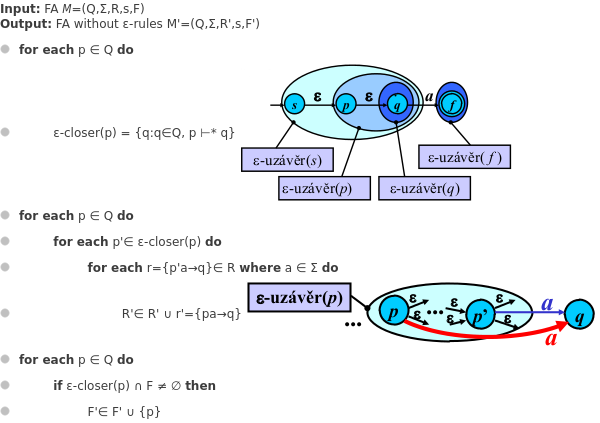 Input: FA M=(Q,Σ,R,s,F)
Output: FA without ε-rules M'=(Q,Σ,R',s,F')
for each p ∈ Q do
ε ε a
s p q f
ε-closer(p) = {q:q∈Q, p ⊢* q}
ε-uzávěr(s)
ε-uzávěr( f )
ε-uzávěr(p)
ε-uzávěr(q)
for each p ∈ Q do
for each p'∈ ε-closer(p) do
for each r={p'a→q}∈ R where a ∈ Σ do
ε-uzávěr(p)
ε ε ε a
p ... p' q
ε ε ε
...
a
R'∈ R' ∪ r'={pa→q}
for each p ∈ Q do
if ε-closer(p) ∩ F ≠ ∅ then
F'∈ F' ∪ {p}